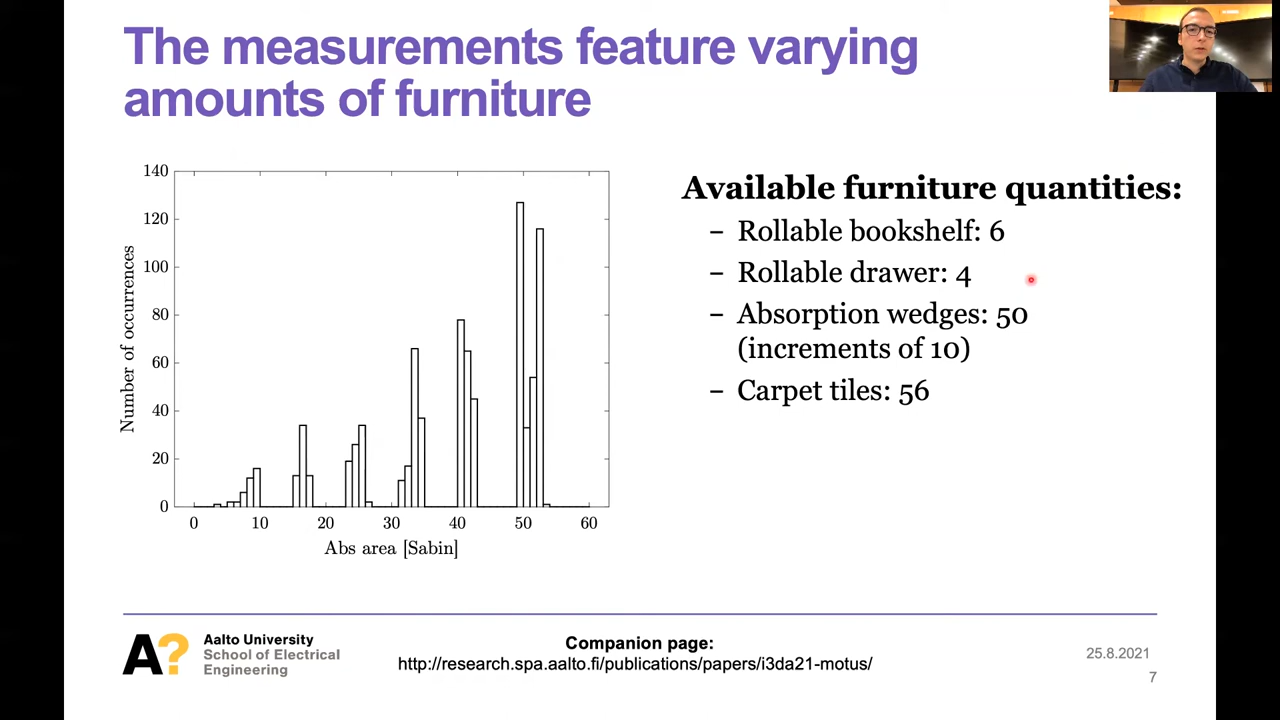 The measurements feature varying
amounts of furniture
140
120
100
80
60
40
20
0
Number of occurrences
0 10 20 30 40 50 60
Abs area [Sabin]
Available furniture quantities:
– Rollable bookshelf: 6
– Rollable drawer: 4
– Absorption wedges: 50
(increments of 10)
– Carpet tiles: 56
A?
Aalto University
School of Electrical
Engineering
Companion page:
http://research.spa.aalto.fi/publications/papers/i3da21-motus/
25.8.2021
7